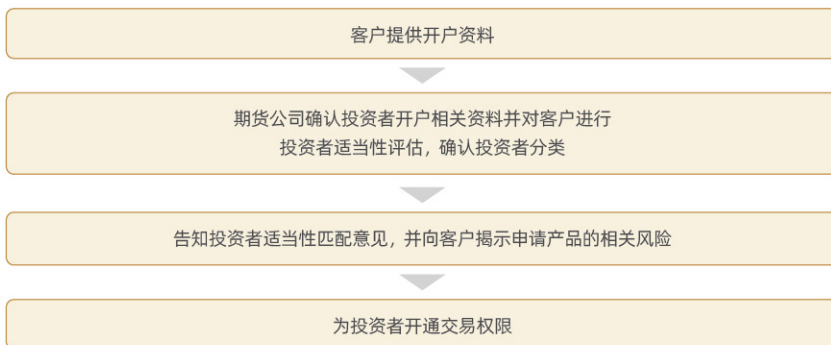 客户提供开户资料
期货公司确认投资者开户相关资料并对客户进行
投资者适当性评估，确认投资者分类
告知投资者适当性匹配意见，并向客户揭示申请产品的相关风险
为投资者开通交易权限